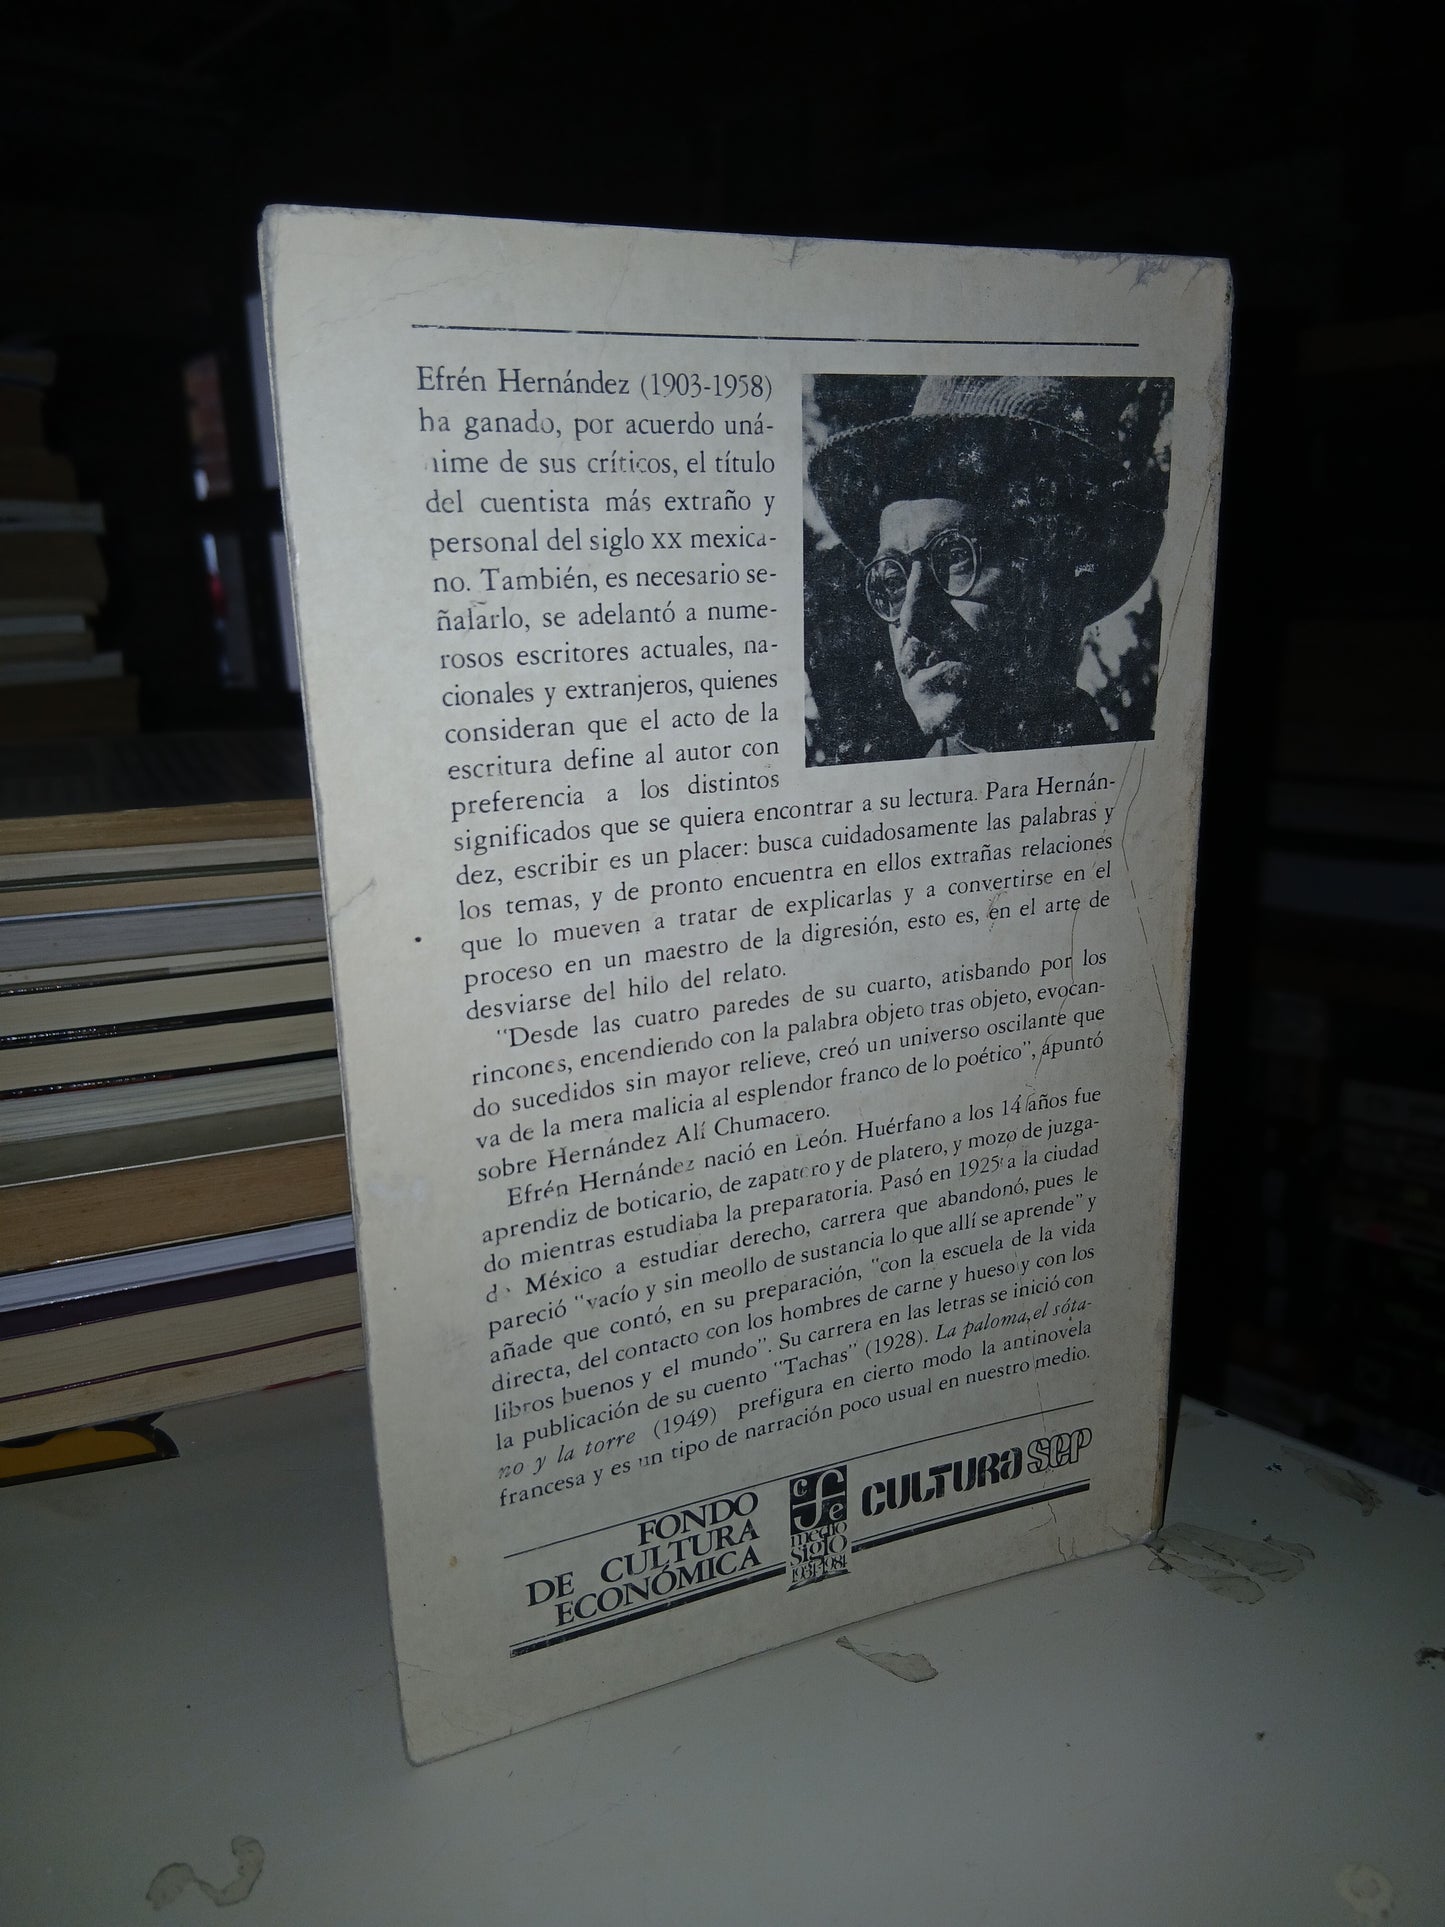 Efrén Hernández (1903-1958)
ha ganado, por acuerdo uná-
nime de sus críticos, el título
del cuentista más extraño y
personal del siglo XX mexica-
no. También, es necesario se-
ñalarlo, se adelantó a nume-
rosos escritores actuales, na-
cionales y extranjeros, quienes
consideran que el acto de la
escritura define al autor con
preferencia a los distintos
significados que se quiera encontrar a su lectura. Para Hernán-
dez, escribir es un placer: busca cuidadosamente las palabras y
los temas, y de pronto encuentra en ellos extrañas relaciones
que lo mueven a tratar de explicarlas y a convertirse en el
proceso en un maestro de la digresión, esto es, en el arte de
desviarse del hilo del relato.
"Desde las cuatro paredes de su cuarto, atisbando por los
rincones, encendiendo con la palabra objeto tras objeto, evocan-
do sucedidos sin mayor relieve, creó un universo oscilante que
va de la mera malicia al esplendor franco de lo poético", apuntó
sobre Hernández Alí Chumacero.
Efrén Hernández nació en León. Huérfano a los 14 años fue
aprendiz de boticario, de zapatero y de platero, y mozo de juzga-
do mientras estudiaba la preparatoria. Pasó en 1925 a la ciudad
de México a estudiar derecho, carrera que abandonó, pues le
pareció "vacío y sin meollo de sustancia lo que allí se aprende" y
añade que contó, en su preparación, "con la escuela de la vida
directa, del contacto con los hombres de carne y hueso y con los
libros buenos y el mundo". Su carrera en las letras se inició con
la publicación de su cuento "Tachas" (1928). La paloma, el sóta-
no y la torre (1949) prefigura en cierto modo la antinovela
francesa y es un tipo de narración poco usual en nuestro medio.
FONDO
DE CULTURA
ECONÓMICA
cfe
medio
siglo
1934-1984
CULTURA SEP